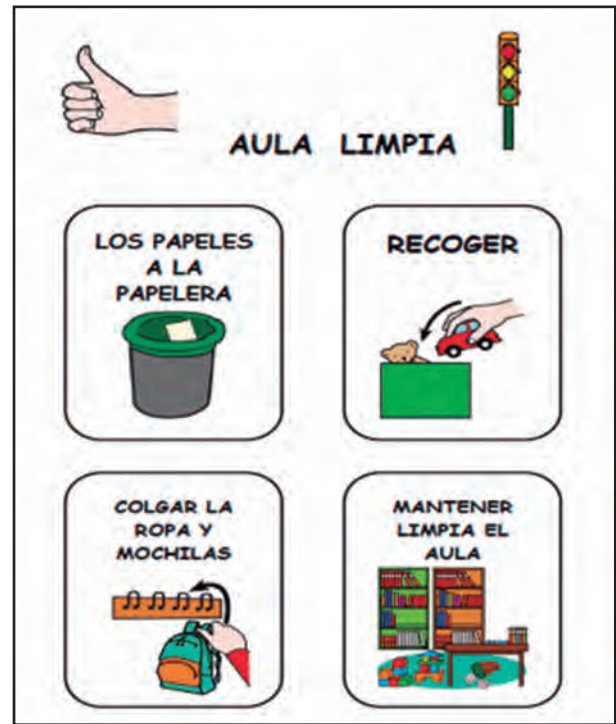 AULA LIMPIA
LOS PAPELES
A LA
PAPELERA
RECOGER
COLGAR LA
ROPA Y
MOCHILAS
MANTENER
LIMPIA EL
AULA